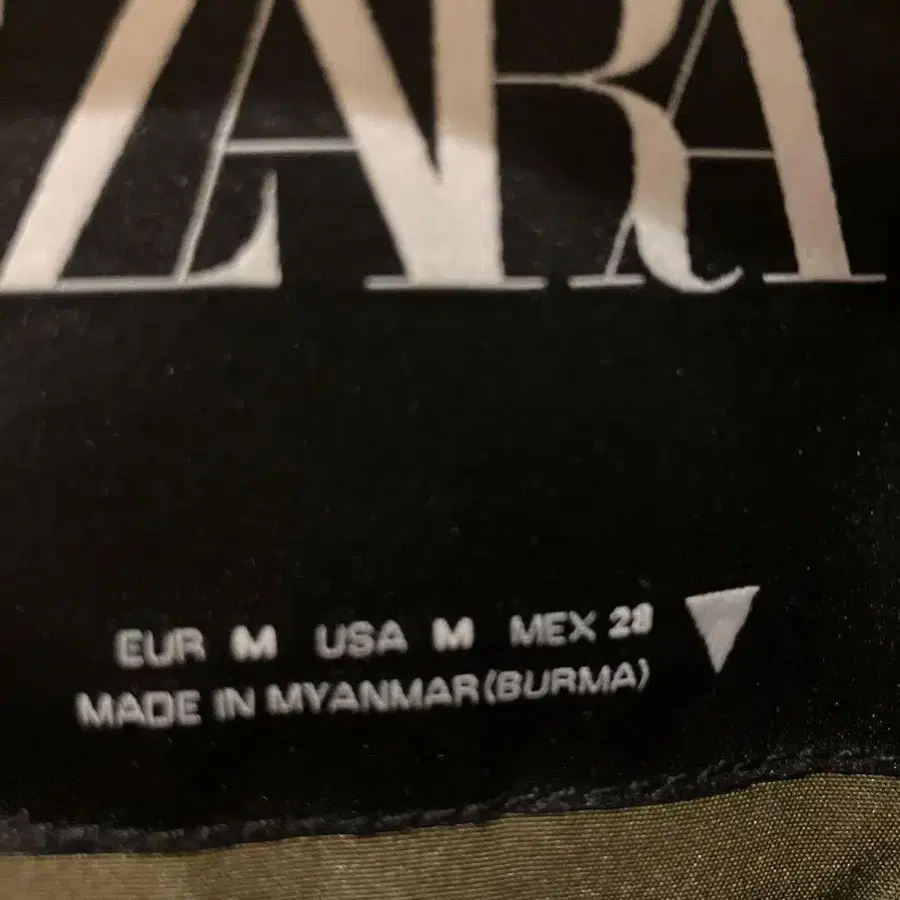 ZARA
EUR M USA M MEX 28
MADE IN MYANMAR(BURMA)